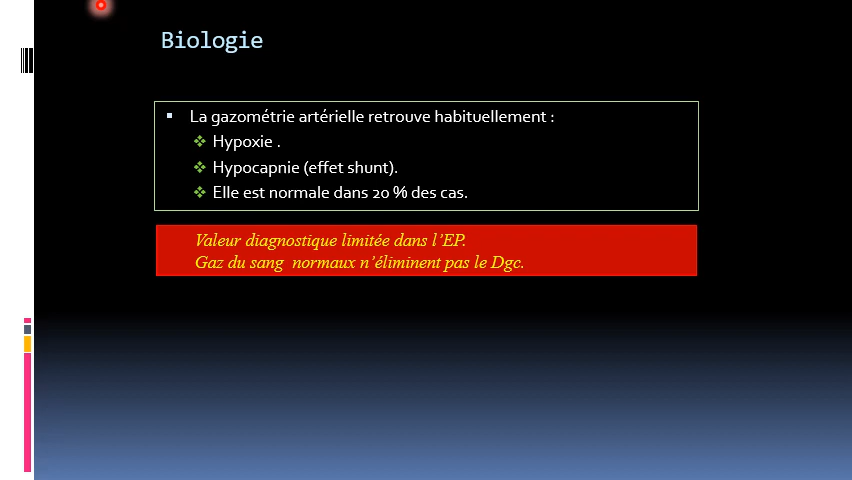 Biologie
La gazométrie artérielle retrouve habituellement :
Hypoxie .
Hypocapnie (effet shunt).
Elle est normale dans 20 % des cas.
Valeur diagnostique limitée dans l’EP.
Gaz du sang  normaux n’éliminent pas le Dgc.